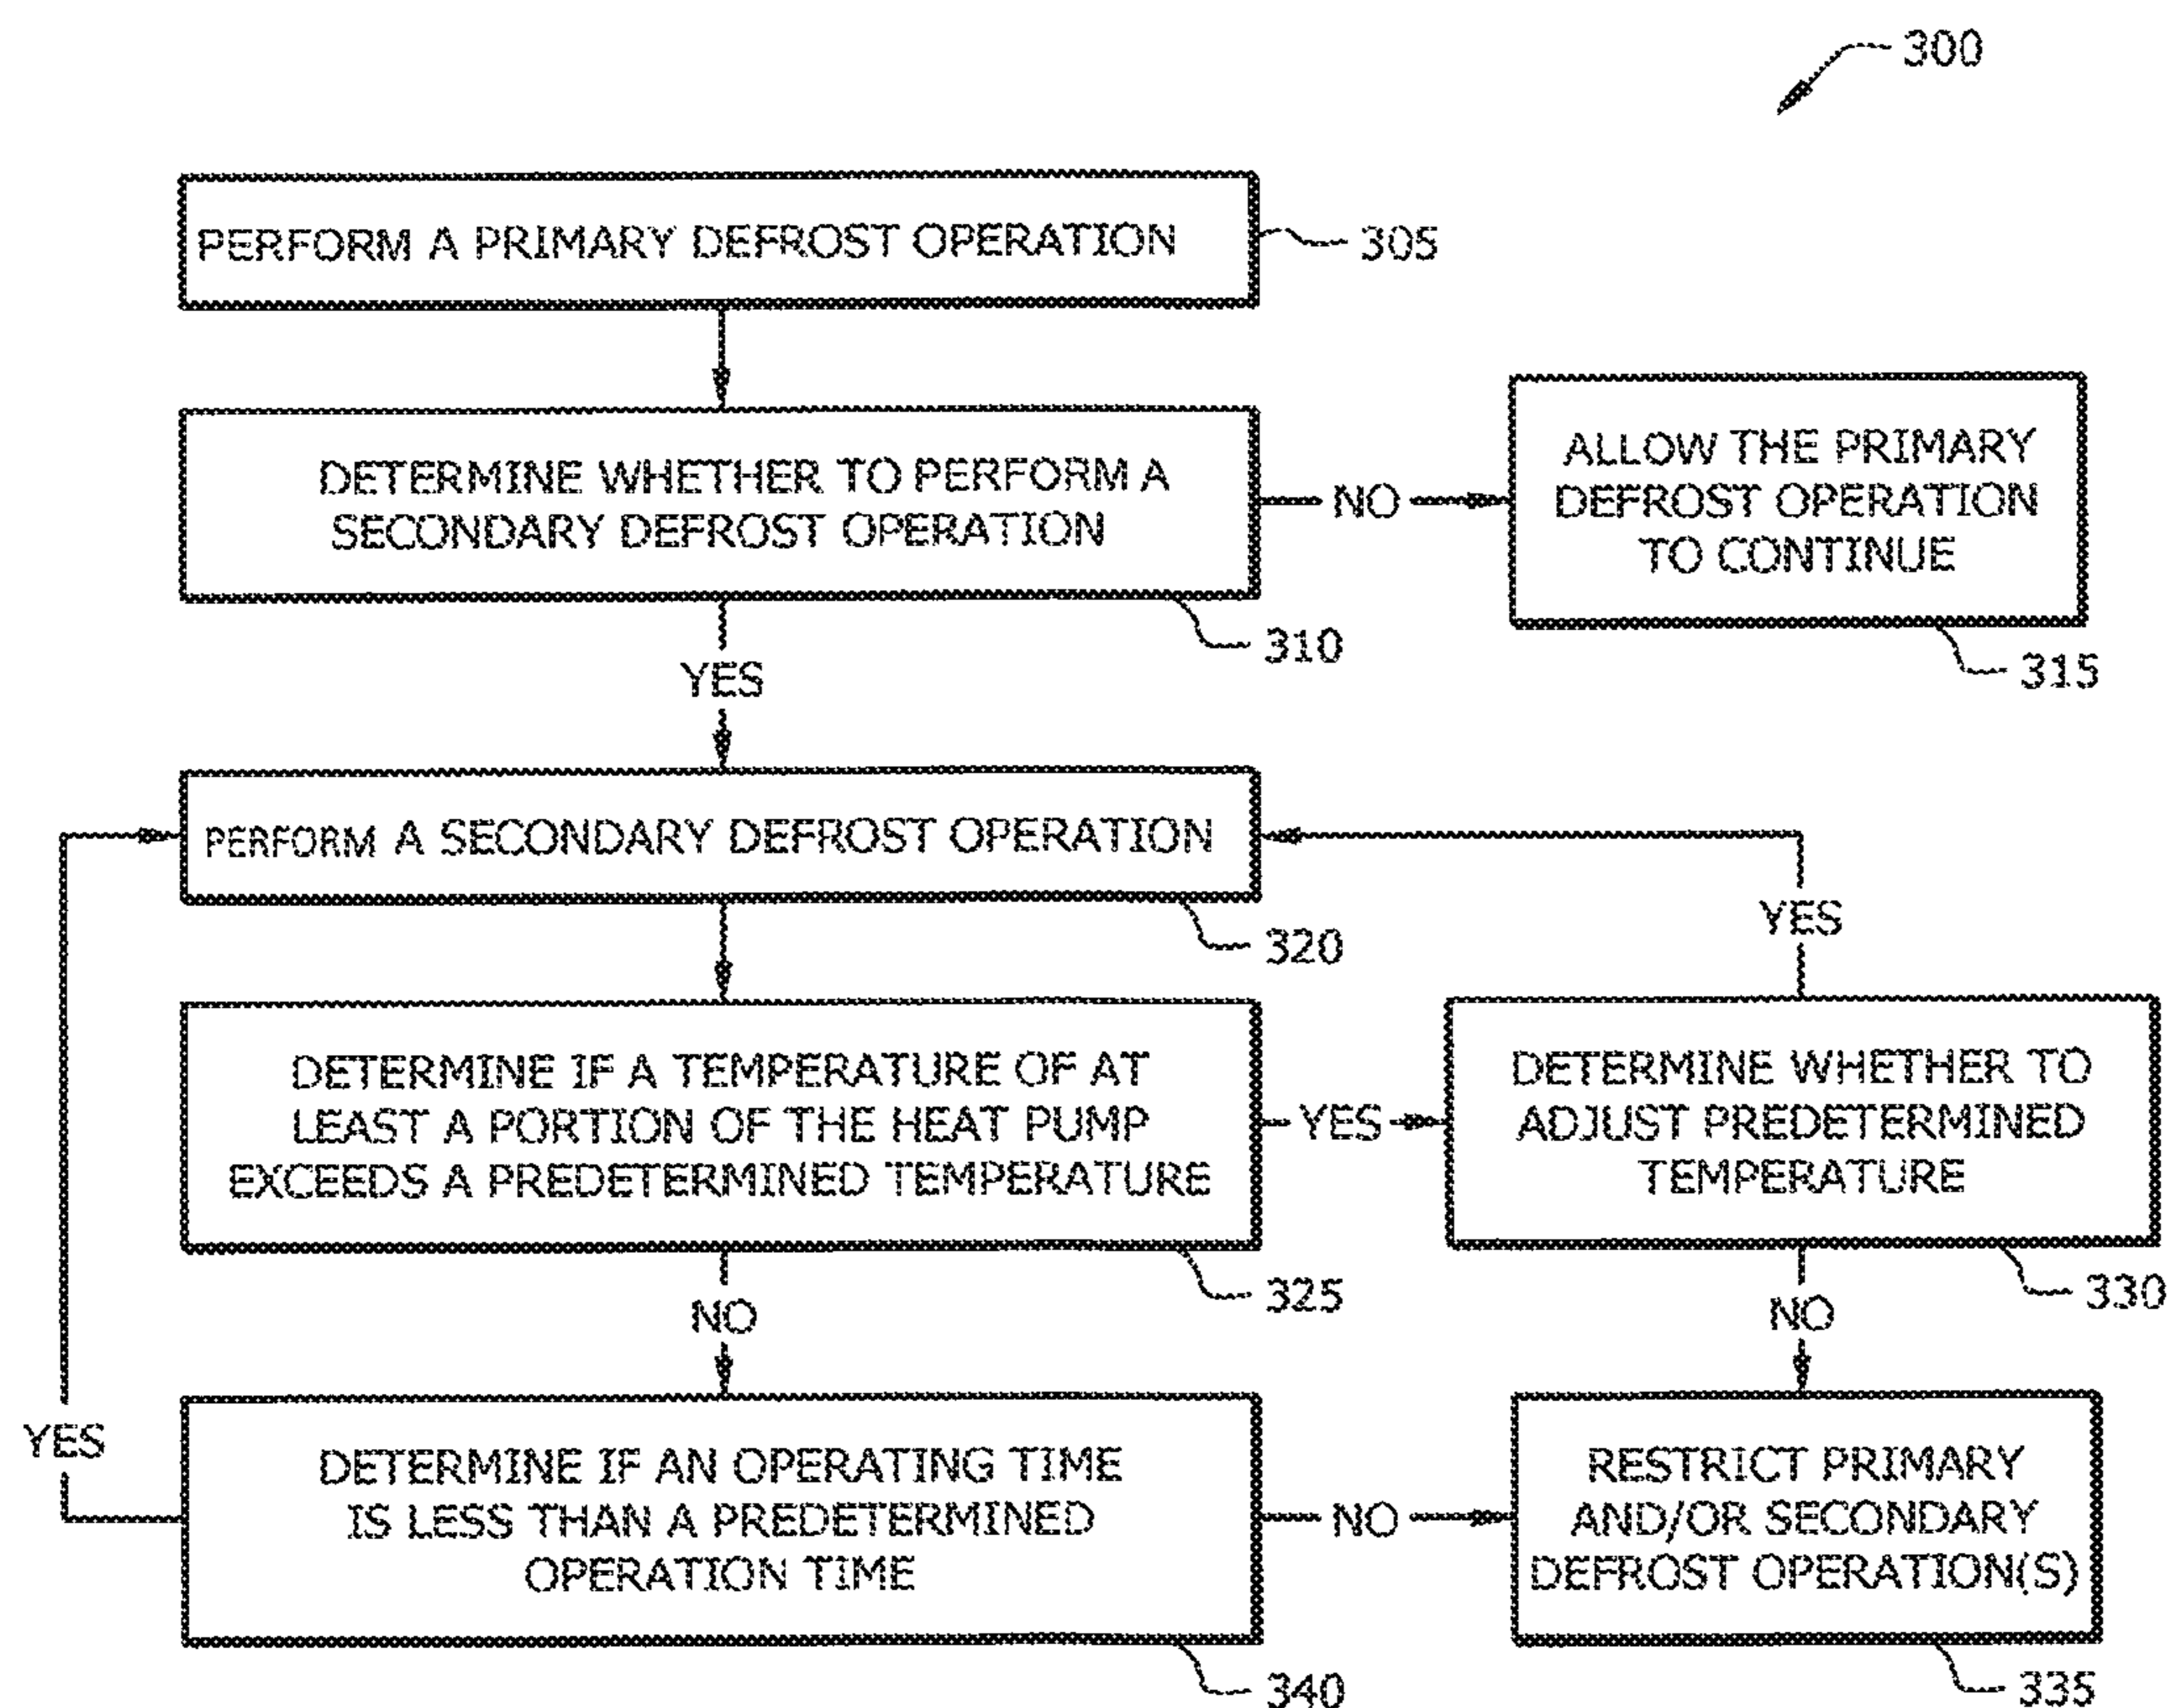 300
PERFORM A PRIMARY DEFROST OPERATION
305
DETERMINE WHETHER TO PERFORM A
SECONDARY DEFROST OPERATION
310
NO
ALLOW THE PRIMARY
DEFROST OPERATION
TO CONTINUE
315
YES
PERFORM A SECONDARY DEFROST OPERATION
320
YES
DETERMINE IF A TEMPERATURE OF AT
LEAST A PORTION OF THE HEAT PUMP
EXCEEDS A PREDETERMINED TEMPERATURE
325
YES
DETERMINE WHETHER TO
ADJUST PREDETERMINED
TEMPERATURE
330
NO
NO
YES
DETERMINE IF AN OPERATING TIME
IS LESS THAN A PREDETERMINED
OPERATION TIME
340
NO
RESTRICT PRIMARY
AND/OR SECONDARY
DEFROST OPERATION(S)
335